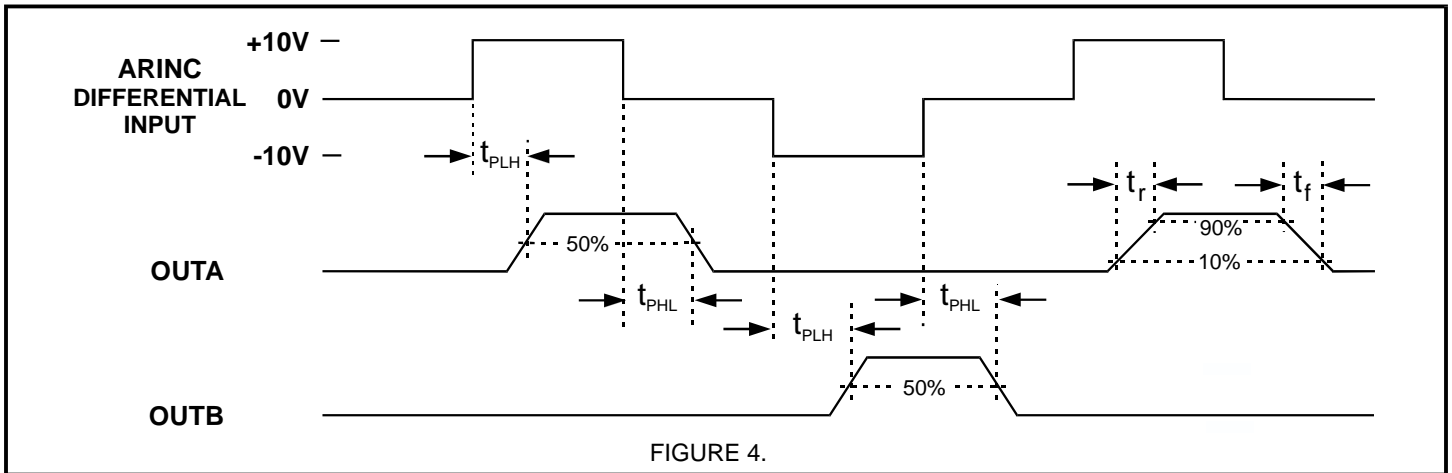 +10V
ARINC
DIFFERENTIAL
INPUT
0V
-10V
tPLH
tr
tf
50%
90%
10%
OUTA
tPHL
tPLH
tPHL
50%
OUTB
FIGURE 4.